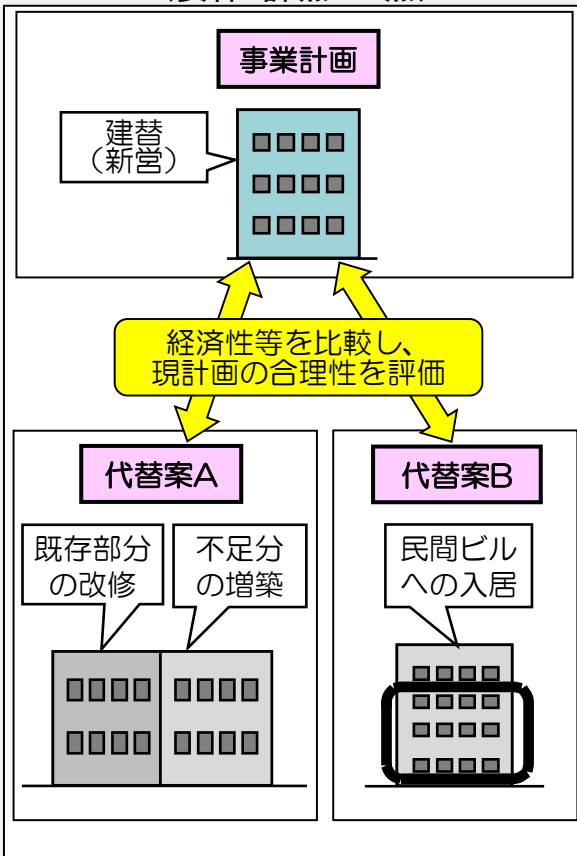 事業計画
建替
（新営）
経済性等を比較し、
現計画の合理性を評価
代替案A
既存部分
の改修
不足分
の増築
代替案B
民間ビル
への入居